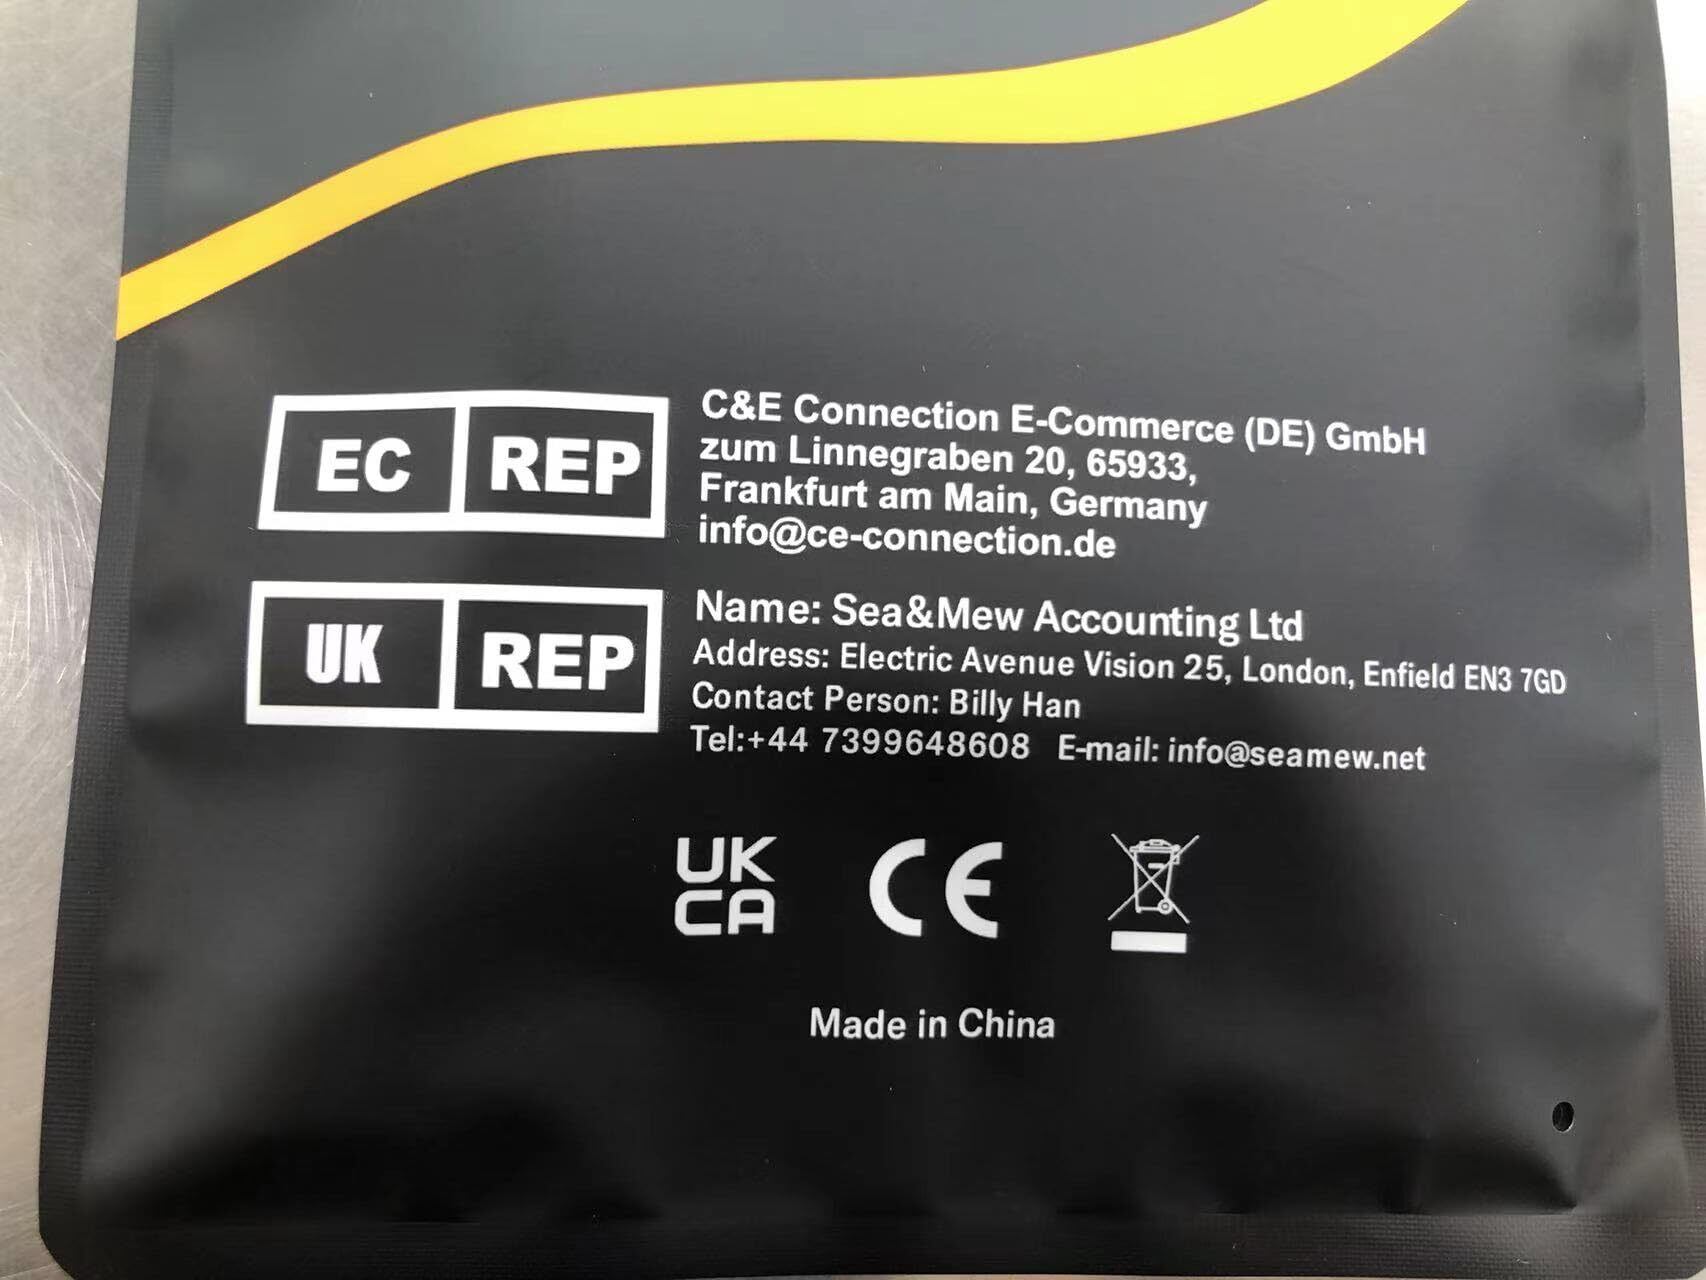 EC REP
C&E Connection E-Commerce (DE) GmbH
zum Linnegraben 20, 65933,
Frankfurt am Main, Germany
info@ce-connection.de
UK REP
Name: Sea&Mew Accounting Ltd
Address: Electric Avenue Vision 25, London, Enfield EN3 7GD
Contact Person: Billy Han
Tel:+44 7399648608 E-mail: info@seamew.net
UK
CA
CE
Made in China